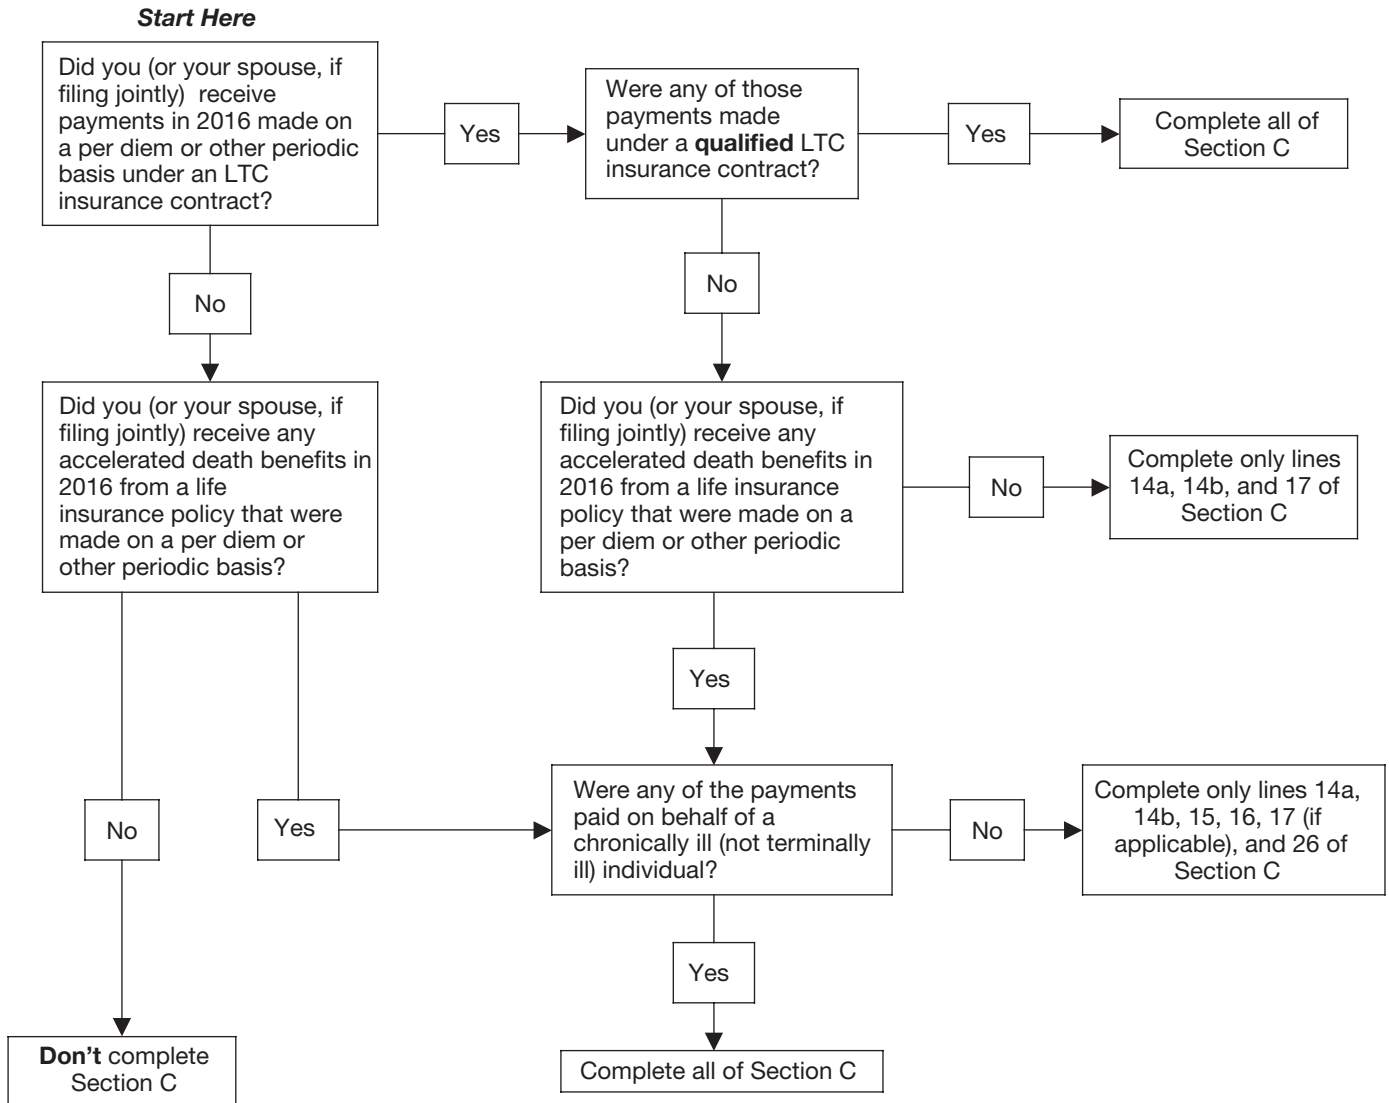 Start Here
Did you (or your spouse, if
filing jointly)  receive
payments in 2016 made on
a per diem or other periodic
basis under an LTC
insurance contract?
Yes
Were any of those
payments made
under a qualified LTC
insurance contract?
Yes
Complete all of
Section C
No
No
Did you (or your spouse, if
filing jointly) receive any
accelerated death benefits in
2016 from a life
insurance policy that were
made on a per diem or
other periodic basis?
Did you (or your spouse, if
filing jointly) receive any
accelerated death benefits in
2016 from a life insurance
policy that were made on a
per diem or other periodic
basis?
No
Complete only lines
14a, 14b, and 17 of
Section C
Yes
No
Yes
Were any of the payments
paid on behalf of a
chronically ill (not terminally
ill) individual?
No
Complete only lines 14a,
14b, 15, 16, 17 (if
applicable), and 26 of
Section C
Yes
Don't complete
Section C
Complete all of Section C